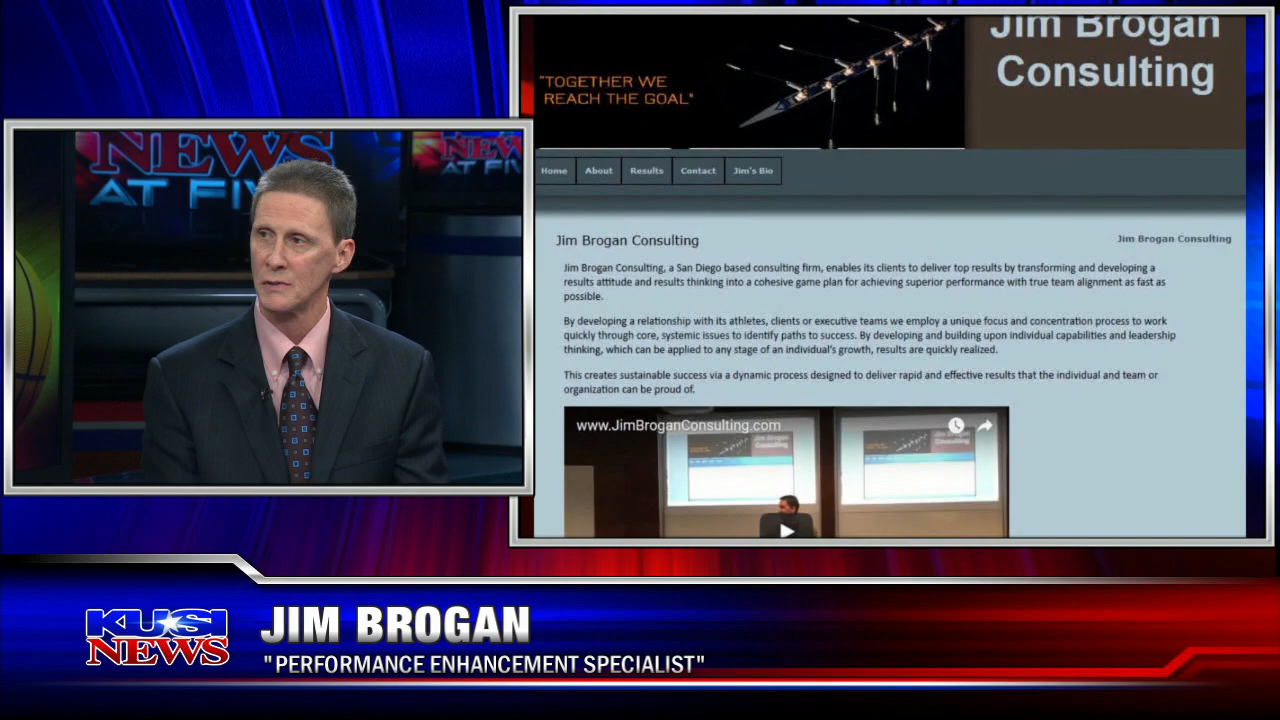 NEWS
AT FIV
NEWS
AT FI
Jim Brogan
Consulting
"TOGETHER WE
REACH THE GOAL"
Home About Results Contact Jim's Bio
Jim Brogan Consulting
Jim Brogan Consulting
Jim Brogan Consulting, a San Diego based consulting firm, enables its clients to deliver top results by transforming and developing a
results attitude and results thinking into a cohesive game plan for achieving superior performance with true team alignment as fast as
possible.
By developing a relationship with its athletes, clients or executive teams we employ a unique focus and concentration process to work
quickly through core, systemic issues to identify paths to success. By developing and building upon individual capabilities and leadership
thinking, which can be applied to any stage of an individual's growth, results are quickly realized.
This creates sustainable success via a dynamic process designed to deliver rapid and effective results that the individual and team or
organization can be proud of.
www.JimBroganConsulting.com
Jim Brogan
Consulting
KUSI
NEWS
JIM BROGAN
"PERFORMANCE ENHANCEMENT SPECIALIST"